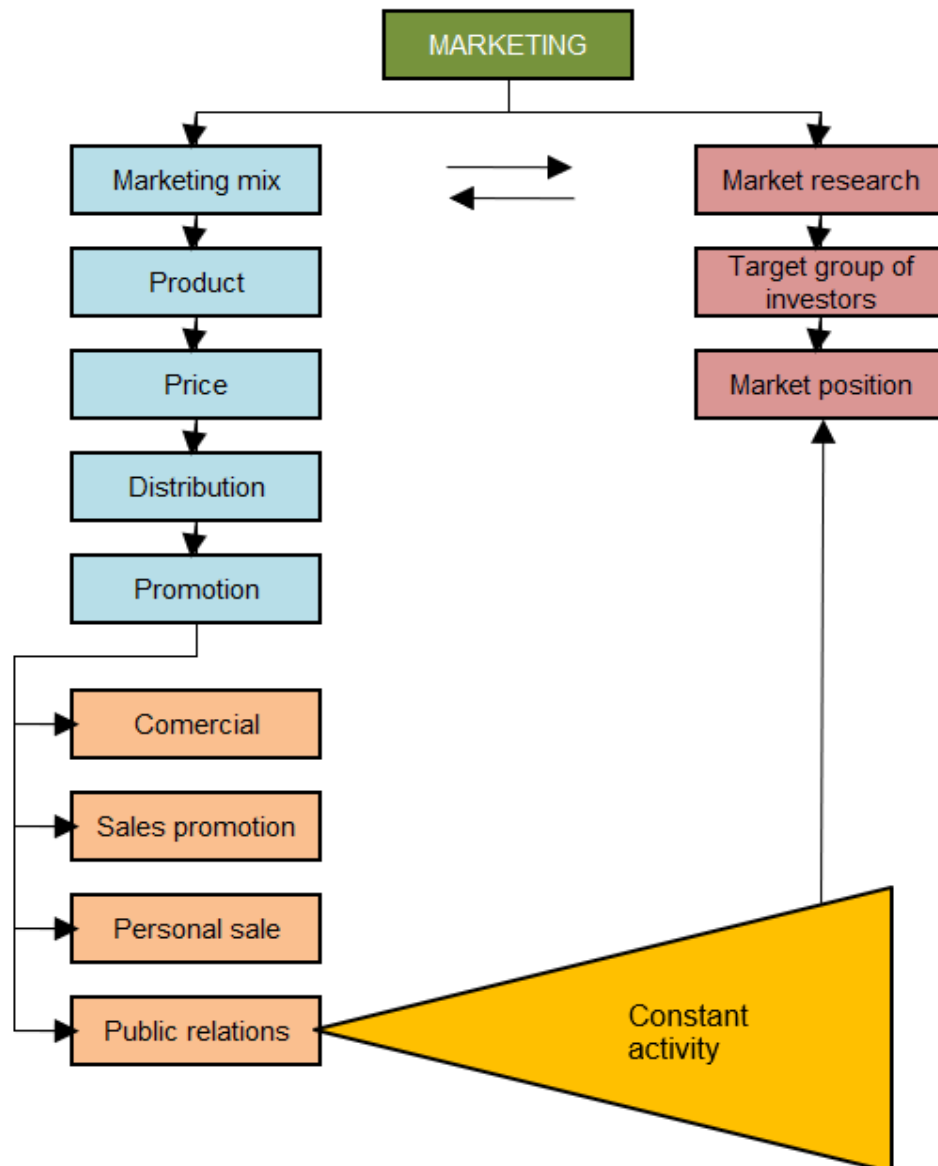 MARKETING
Marketing mix
Market research
Product
Target group of
investors
Price
Market position
Distribution
Promotion
Comercial
Sales promotion
Personal sale
Public relations
Constant
activity